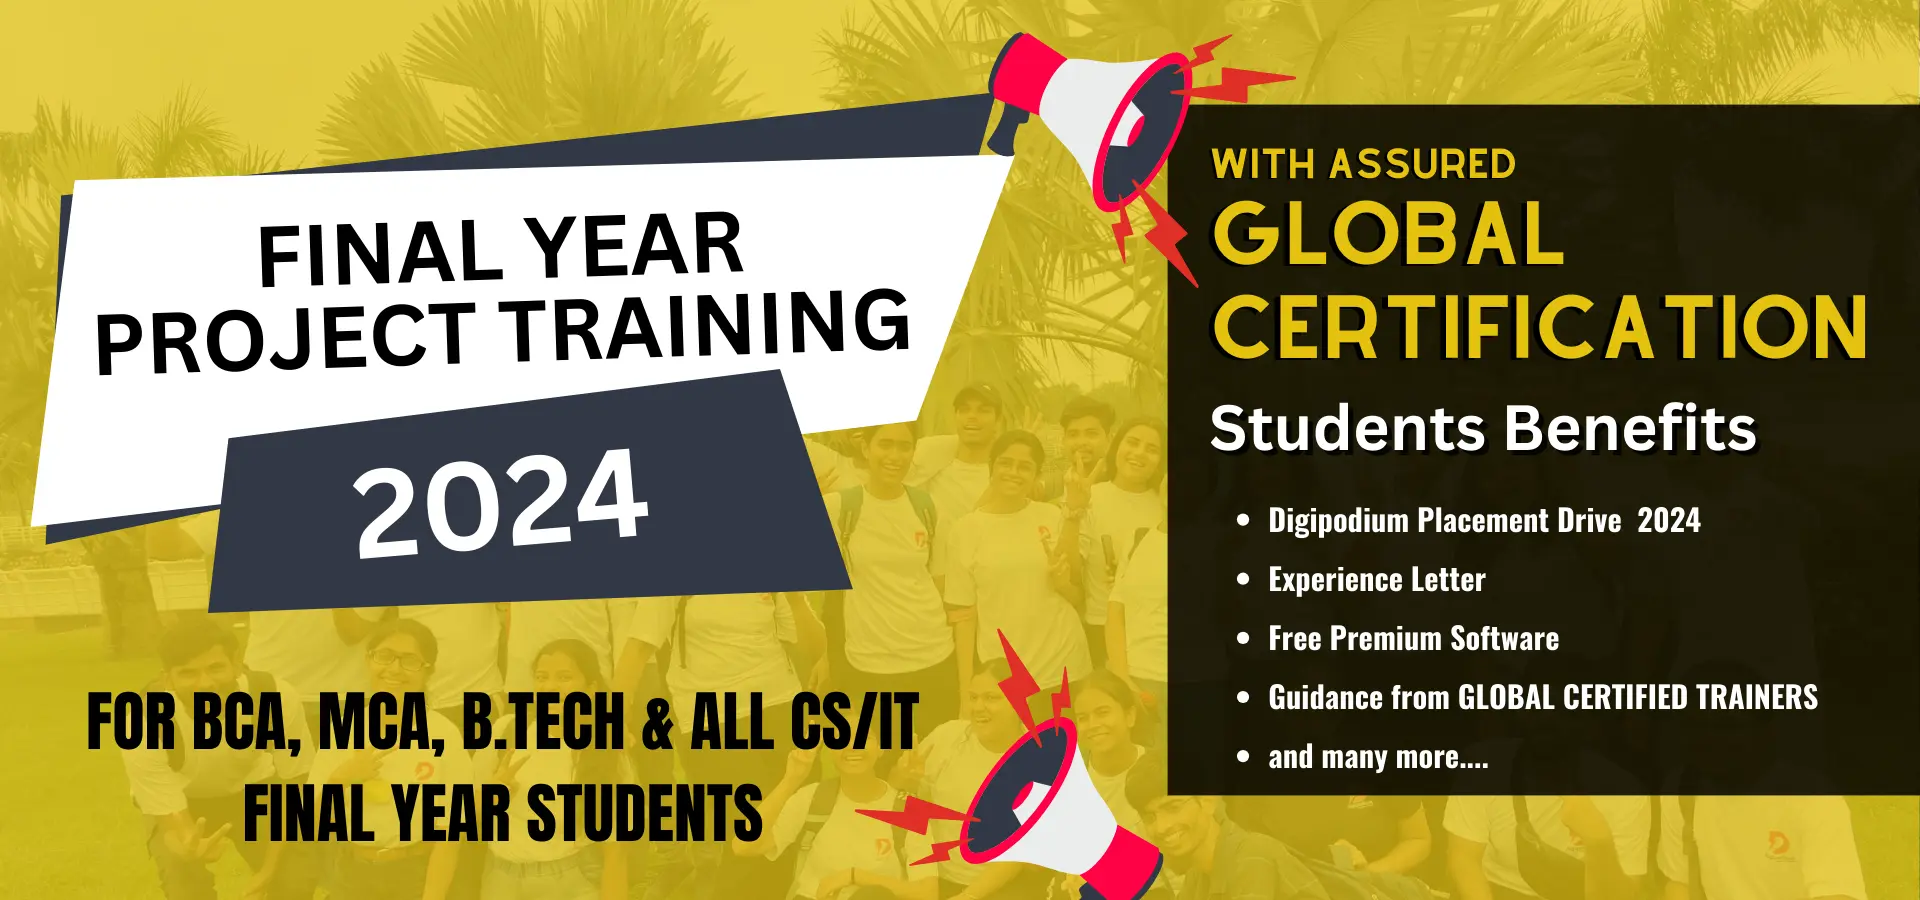 FINAL YEAR
PROJECT TRAINING
2024
FOR BCA, MCA, B.TECH & ALL CS/IT
FINAL YEAR STUDENTS
WITH ASSURED
GLOBAL
CERTIFICATION
Students Benefits
• Digipodium Placement Drive 2024
• Experience Letter
• Free Premium Software
• Guidance from GLOBAL CERTIFIED TRAINERS
• and many more....